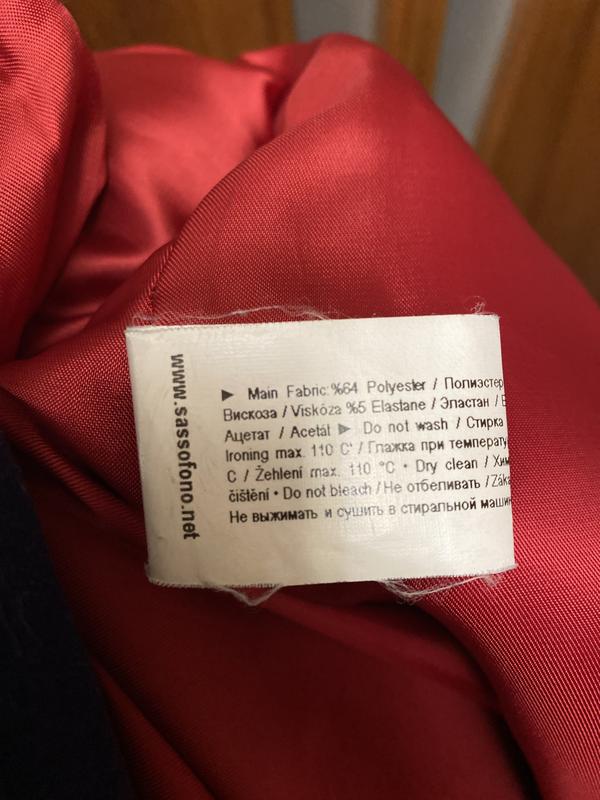 www.sassofono.net
► Main Fabric:%64 Polyester / Полиэстер
Вискоза / Viskóza %5 Elastane / Эластан /
Ацетат / Acetát ► Do not wash / Стирка
Ironing max. 110 C° / Глажка при температу
C / Žehlení max. 110 °C • Dry clean / Хим
čištění • Do not bleach / Не отбеливать / Záka
Не выжимать и сушить в стиральной машин